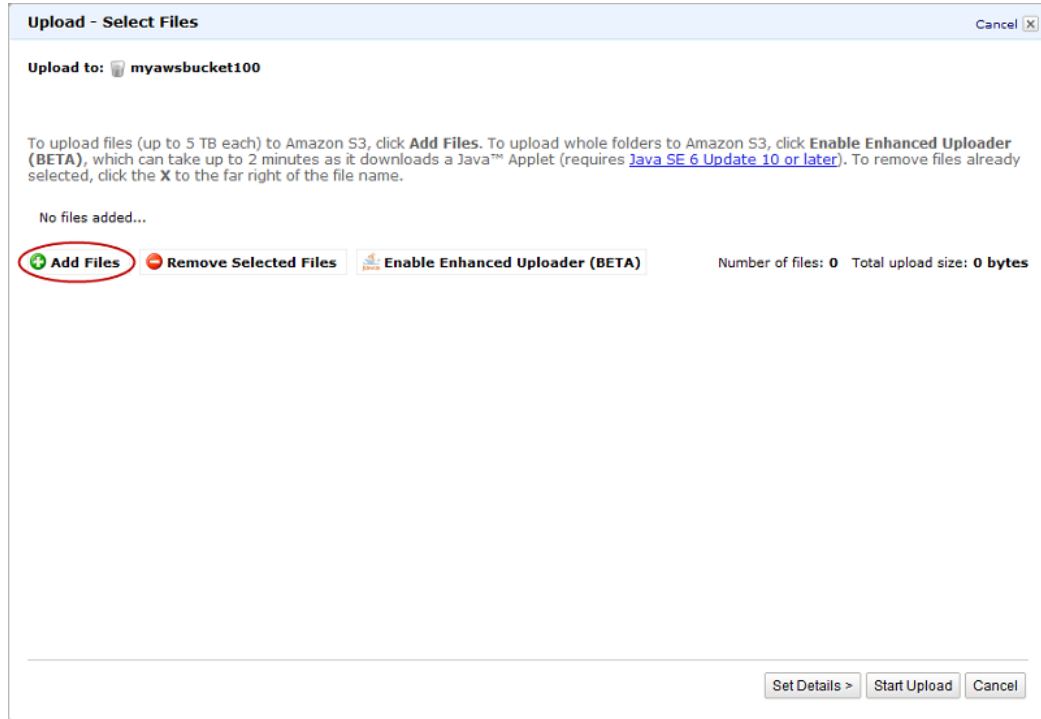 Upload - Select Files
Cancel
Upload to: myawsbucket100
To upload files (up to 5 TB each) to Amazon S3, click Add Files. To upload whole folders to Amazon S3, click Enable Enhanced Uploader
(BETA), which can take up to 2 minutes as it downloads a Java™ Applet (requires Java SE 6 Update 10 or later). To remove files already
selected, click the X to the far right of the file name.
No files added...
Add Files Remove Selected Files Enable Enhanced Uploader (BETA) Number of files: 0 Total upload size: 0 bytes
Set Details > Start Upload Cancel